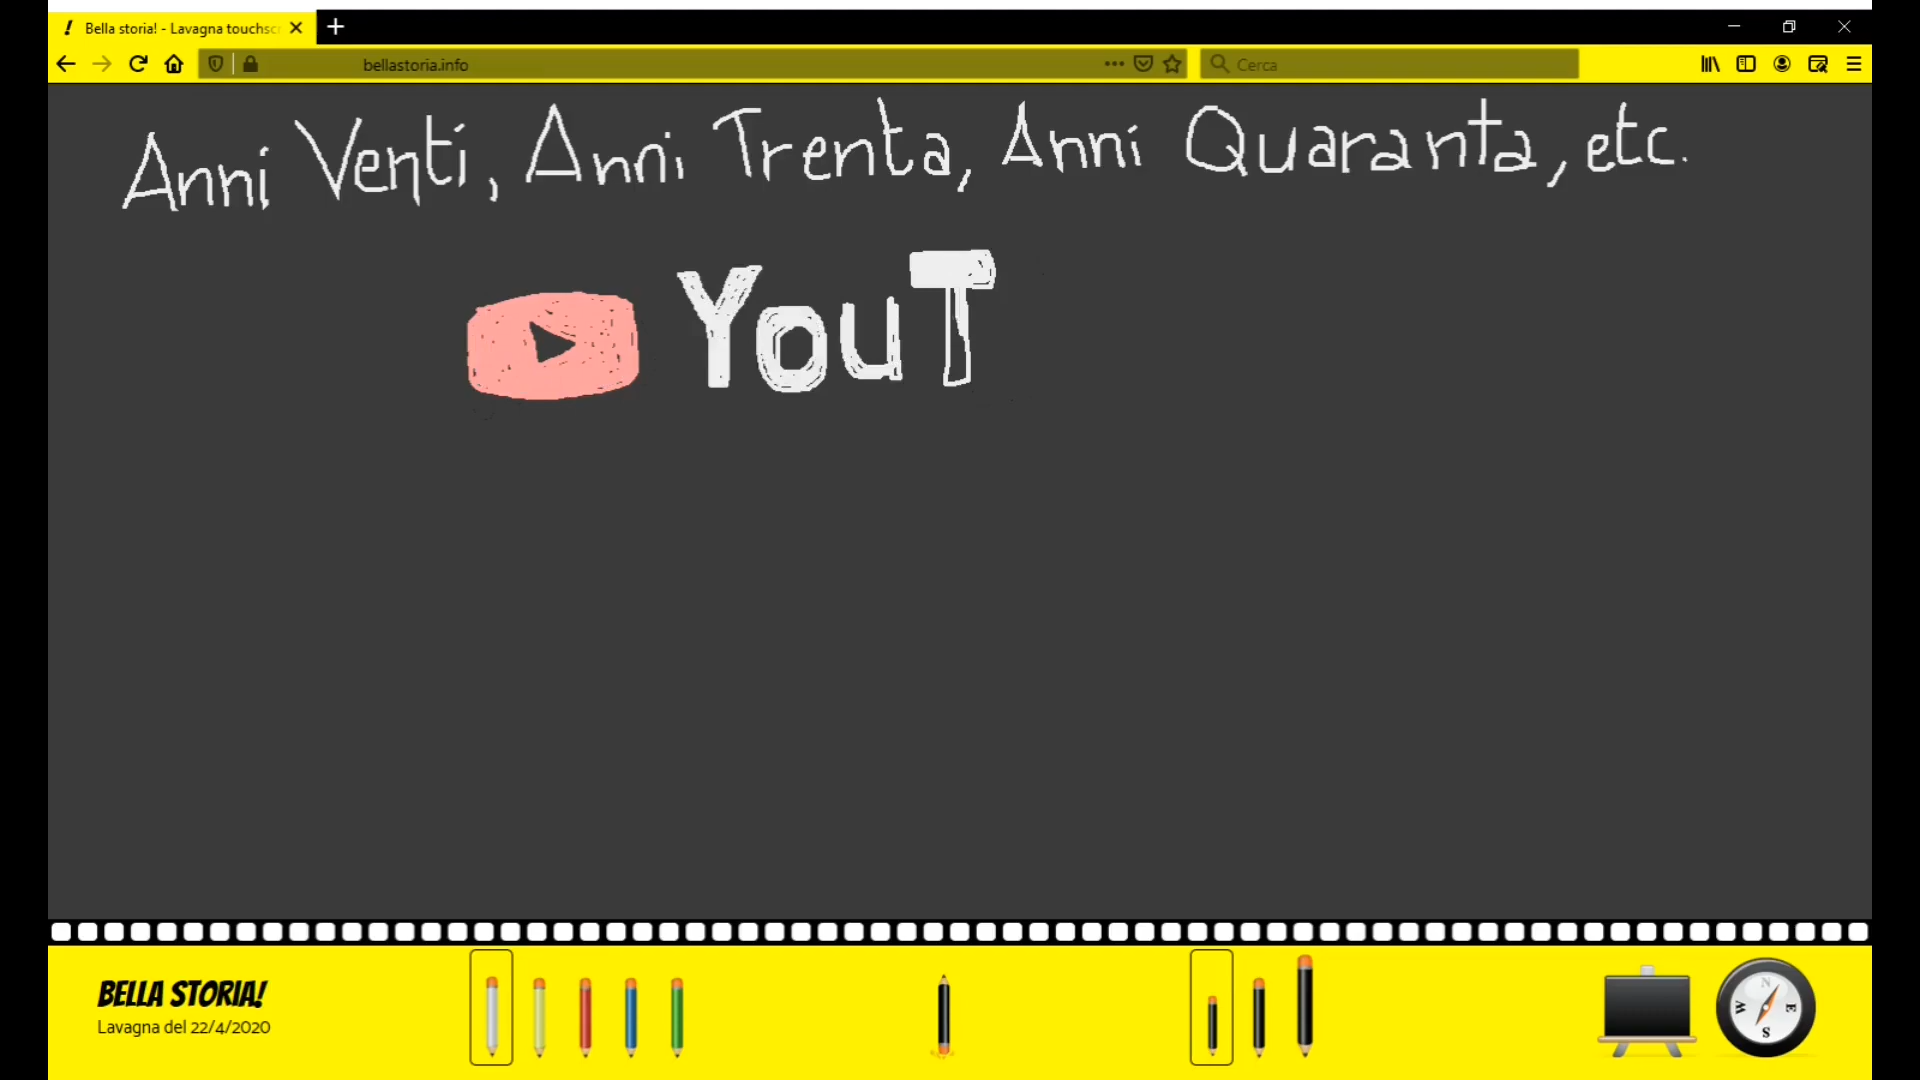 Bella storia! - Lavagna touchsc
bellastoria.info
Cerca
Anni Venti, Anni Trenta, Anni Quaranta, etc.
YouT
BELLA STORIA!
Lavagna del 22/4/2020
N
W E
S